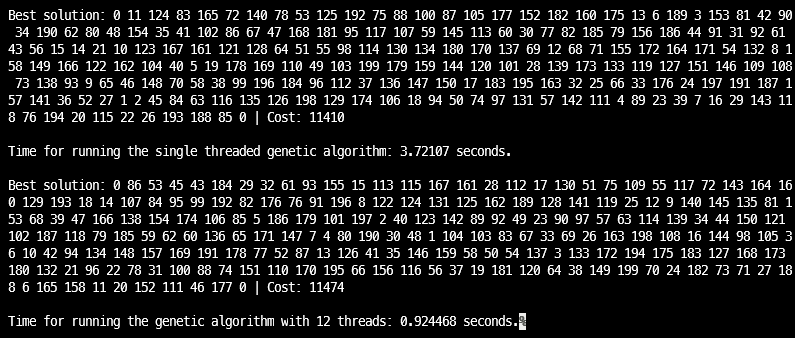 Best solution: 0 11 124 83 165 72 140 78 53 125 192 75 88 100 87 105 177 152 182 160 175 13 6 189 3 153 81 42 90
 34 190 62 80 48 154 35 41 102 86 67 47 168 181 95 117 107 59 145 113 60 30 77 82 185 79 156 186 44 91 31 92 61
 43 56 15 14 21 10 123 167 161 121 128 64 51 55 98 114 130 134 180 170 137 69 12 68 71 155 172 164 171 54 132 8 1
58 149 166 122 162 104 40 5 19 178 169 110 49 103 199 179 159 144 120 101 28 139 173 133 119 127 151 146 109 108
 73 138 93 9 65 46 148 70 58 38 99 196 184 96 112 37 136 147 150 17 183 195 163 32 25 66 33 176 24 197 191 187 1
57 141 36 52 27 1 2 45 84 63 116 135 126 198 129 174 106 18 94 50 74 97 131 57 142 111 4 89 23 39 7 16 29 143 11
8 76 194 20 115 22 26 193 188 85 0 | Cost: 11410
Time for running the single threaded genetic algorithm: 3.72107 seconds.
Best solution: 0 86 53 45 43 184 29 32 61 93 155 15 113 115 167 161 28 112 17 130 51 75 109 55 117 72 143 164 16
0 129 193 18 14 107 84 95 99 192 82 176 76 91 196 8 122 124 131 125 162 189 128 141 119 25 12 9 140 145 135 81 1
53 68 39 47 166 138 154 174 106 85 5 186 179 101 197 2 40 123 142 89 92 49 23 90 97 57 63 114 139 34 44 150 121
102 187 118 79 185 59 62 60 136 65 171 147 7 4 80 190 30 48 1 104 103 83 67 33 69 26 163 198 108 16 144 98 105 3
6 10 42 94 134 148 157 169 191 178 77 52 87 13 126 41 35 146 159 58 50 54 137 3 133 172 194 175 183 127 168 173
180 132 21 96 22 78 31 100 88 74 151 110 170 195 66 156 116 56 37 19 181 120 64 38 149 199 70 24 182 73 71 27 18
8 6 165 158 11 20 152 111 46 177 0 | Cost: 11474
Time for running the genetic algorithm with 12 threads: 0.924468 seconds.%